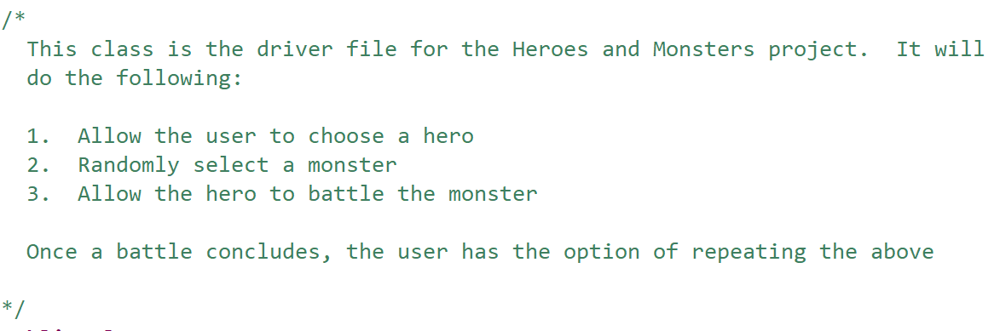 /*
This class is the driver file for the Heroes and Monsters project.  It will
do the following:
1.  Allow the user to choose a hero
2.  Randomly select a monster
3.  Allow the hero to battle the monster
Once a battle concludes, the user has the option of repeating the above
*/